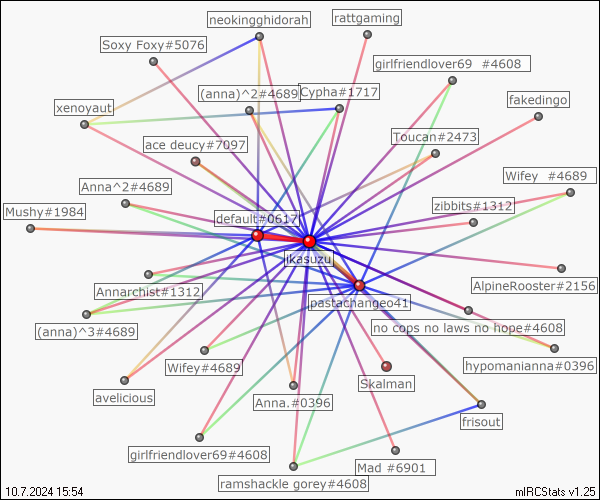 neokingghidorah
rattgaming
Soxy Foxy#5076
girlfriendlover69 #4608
(anna)^2#4689
Cypha#1717
xenoyaut
fakedingo
Toucan#2473
ace deucy#7097
Wifey #4689
Anna^2#4689
zibbits#1312
Mushy#1984
default#0617
ikasuzu
AlpineRooster#2156
Annarchist#1312
pastachangeo41
(anna)^3#4689
no cops no laws no hope#4608
Wifey#4689
hypomanianna#0396
Skalman
avelicious
Anna.#0396
frisout
girlfriendlover69#4608
Mad #6901
ramshackle gorey#4608
10.7.2024 15:54
mIRCStats v1.25